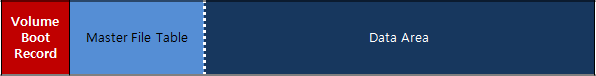 Volume
Boot
Record
Master File Table
Data Area